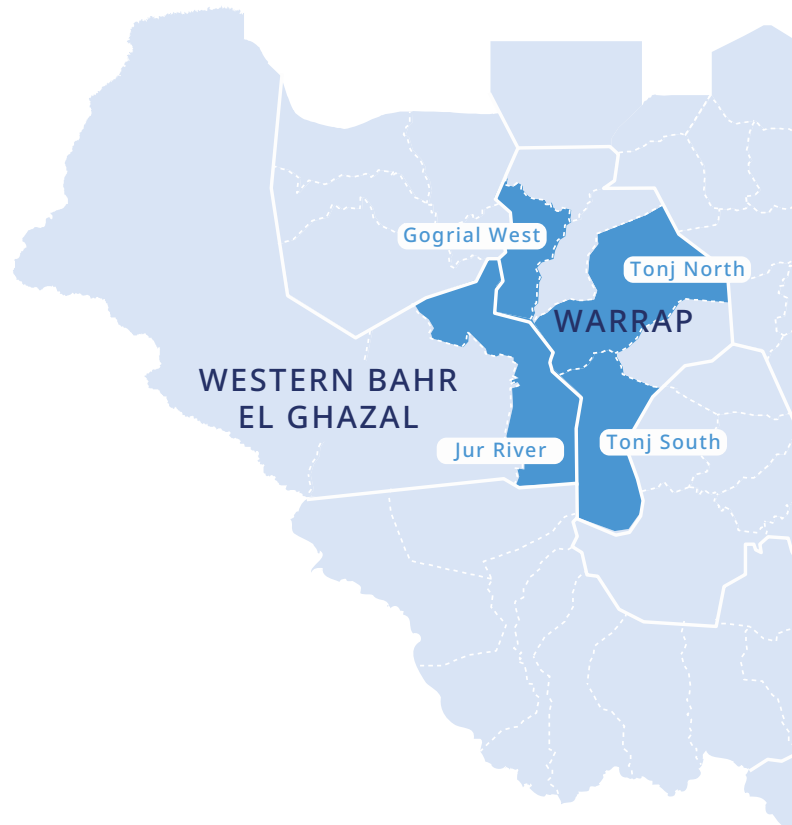 Gogrial West
Tonj North
WARRAP
WESTERN BAHR
EL GHAZAL
Jur River
Tonj South